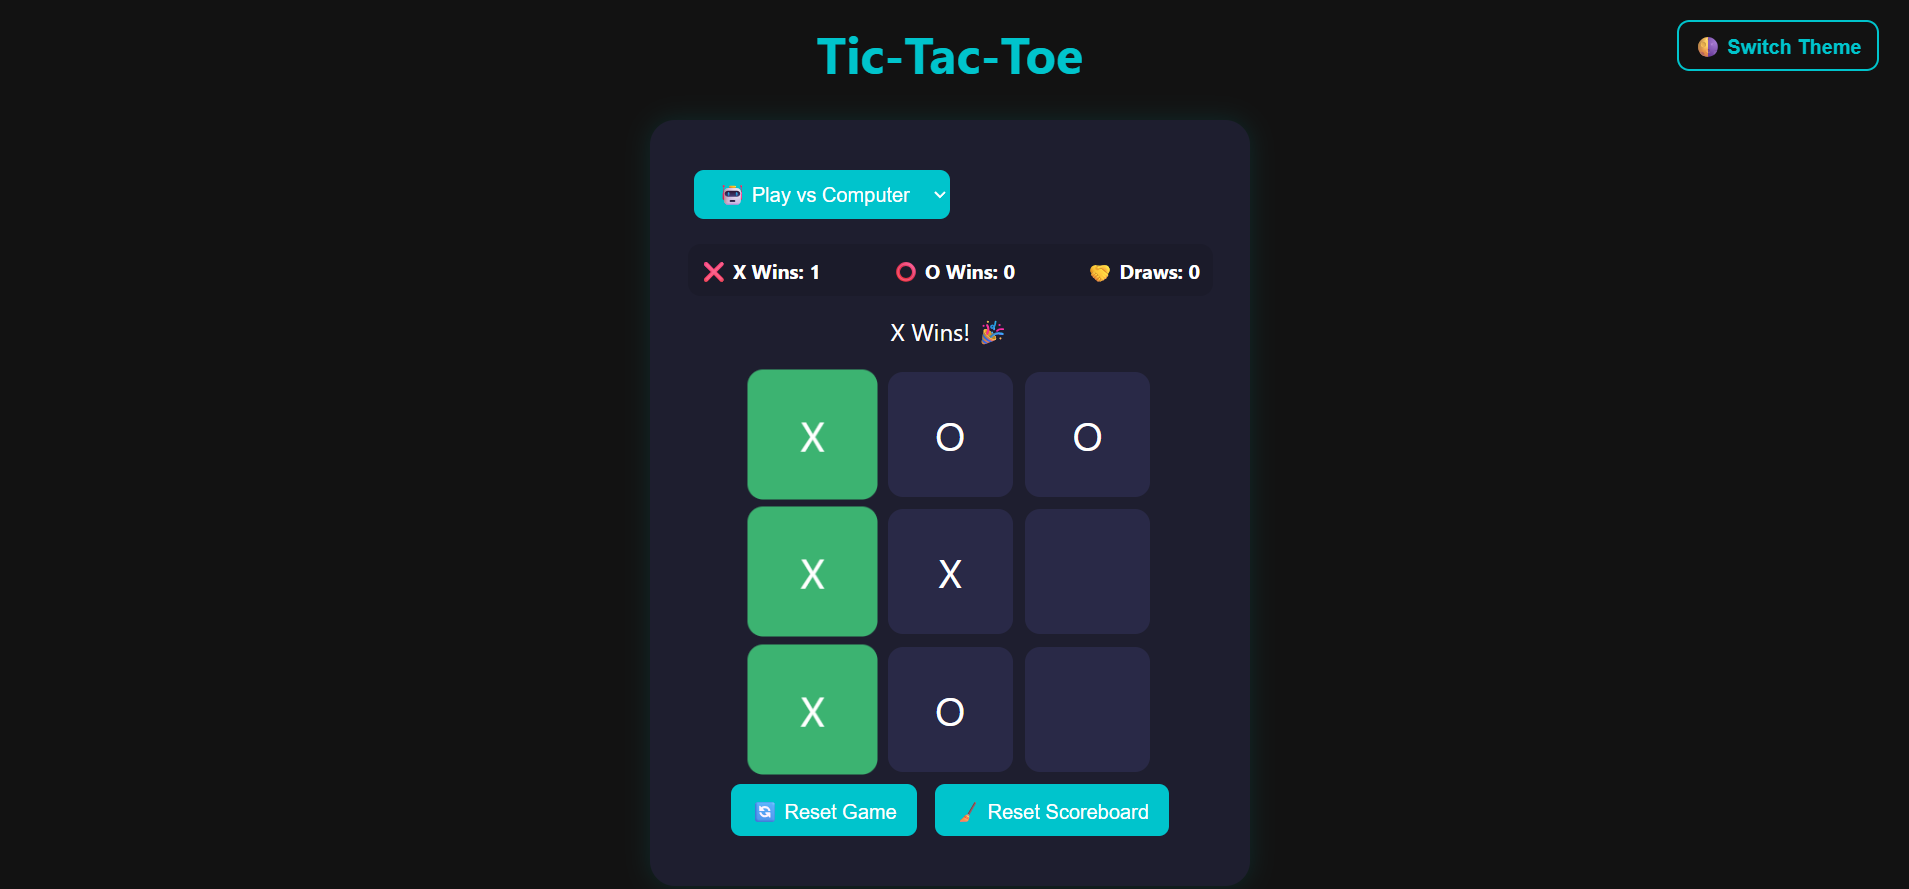 Tic-Tac-Toe
Switch Theme
Play vs Computer
X Wins: 1 O Wins: 0 Draws: 0
X Wins!
X O O
X X
X O
Reset Game Reset Scoreboard